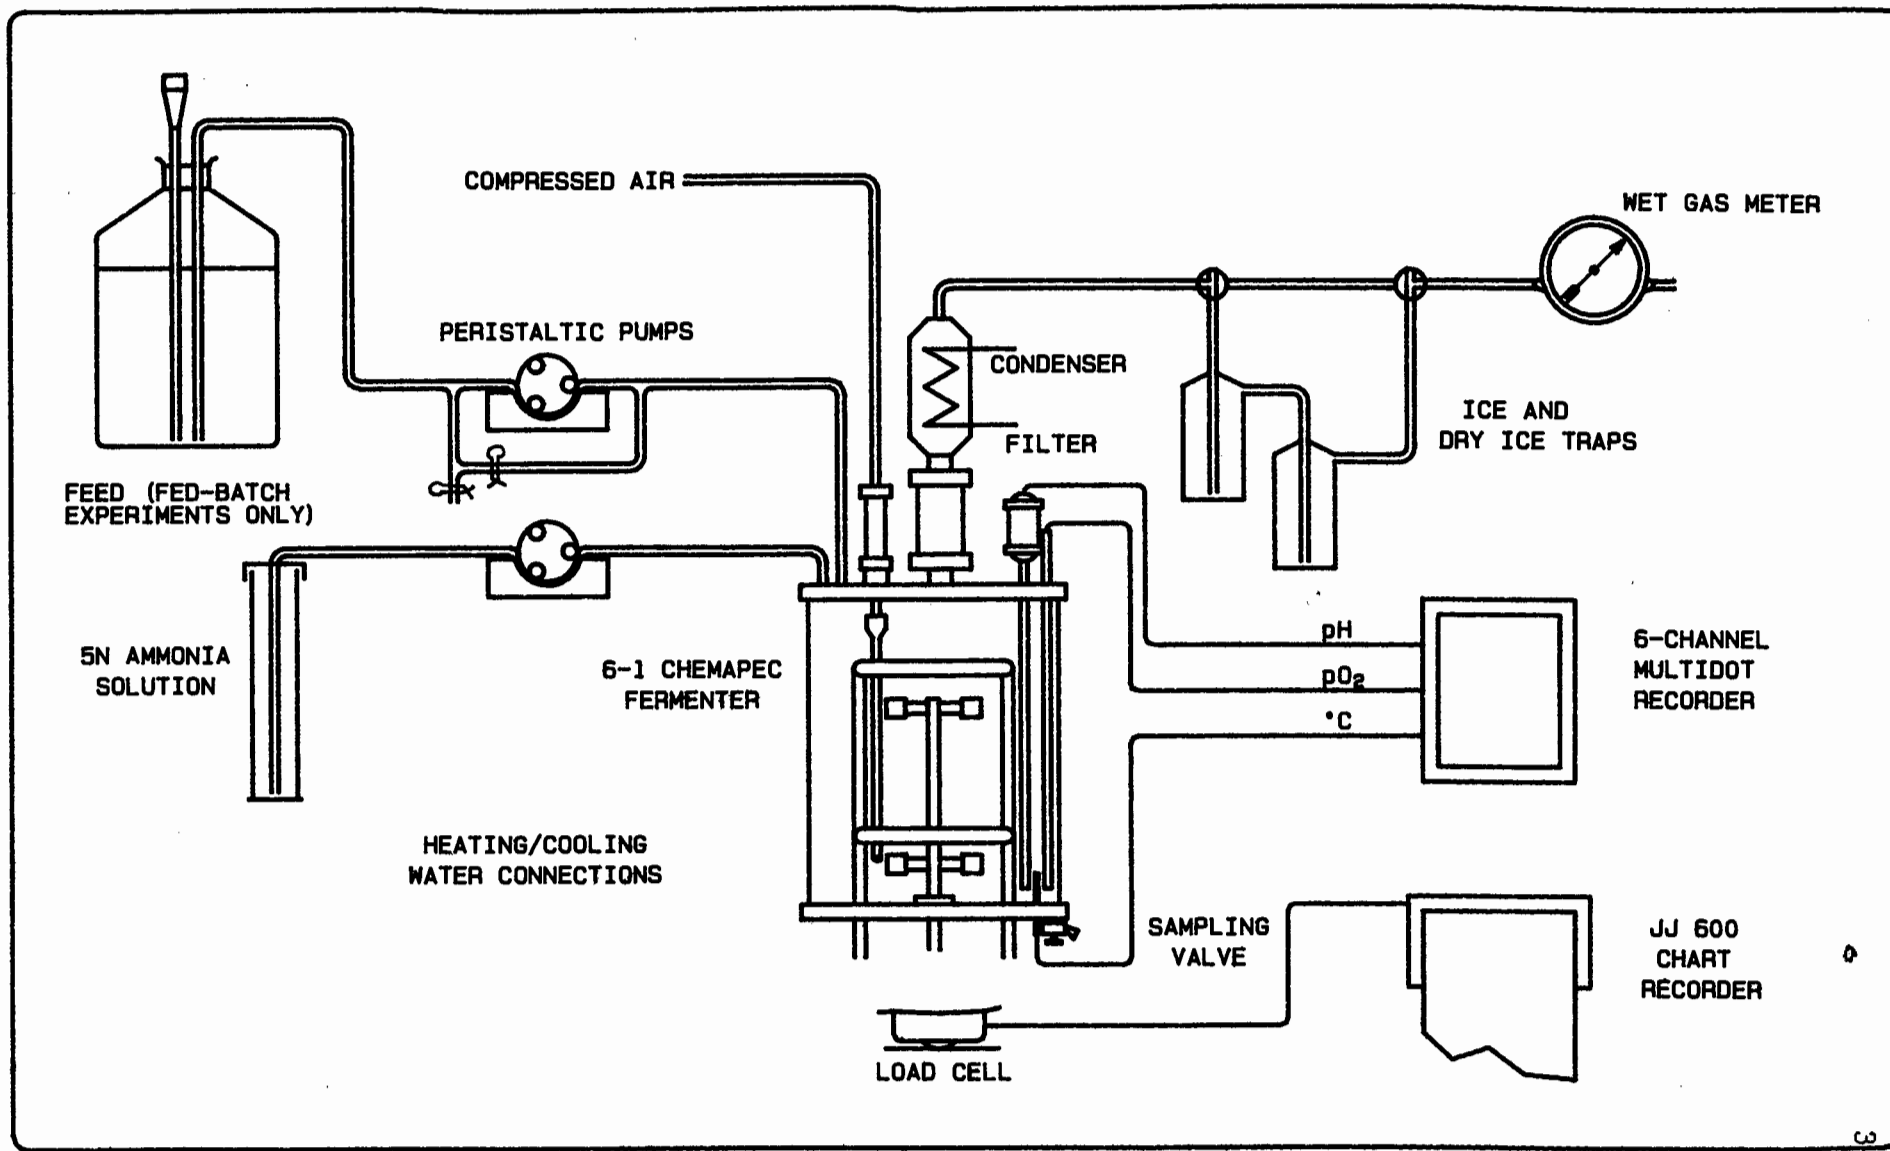 COMPRESSED AIR
WET GAS METER
PERISTALTIC PUMPS
CONDENSER
FILTER
ICE AND
DRY ICE TRAPS
FEED (FED-BATCH
EXPERIMENTS ONLY)
5N AMMONIA
SOLUTION
6-l CHEMAPEC
FERMENTER
pH
pO₂
°C
6-CHANNEL
MULTIDOT
RECORDER
HEATING/COOLING
WATER CONNECTIONS
SAMPLING
VALVE
JJ 600
CHART
RECORDER
LOAD CELL
3